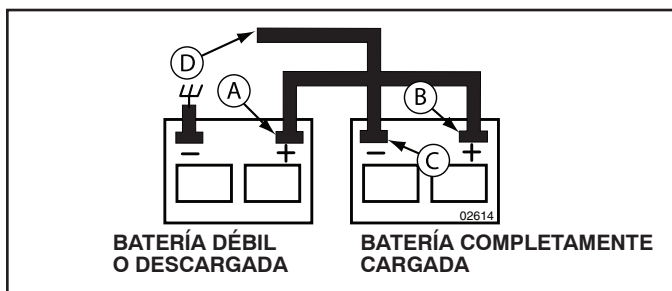 D
A
B
C
− + − +
02614
BATERÍA DÉBIL
O DESCARGADA
BATERÍA COMPLETAMENTE
CARGADA